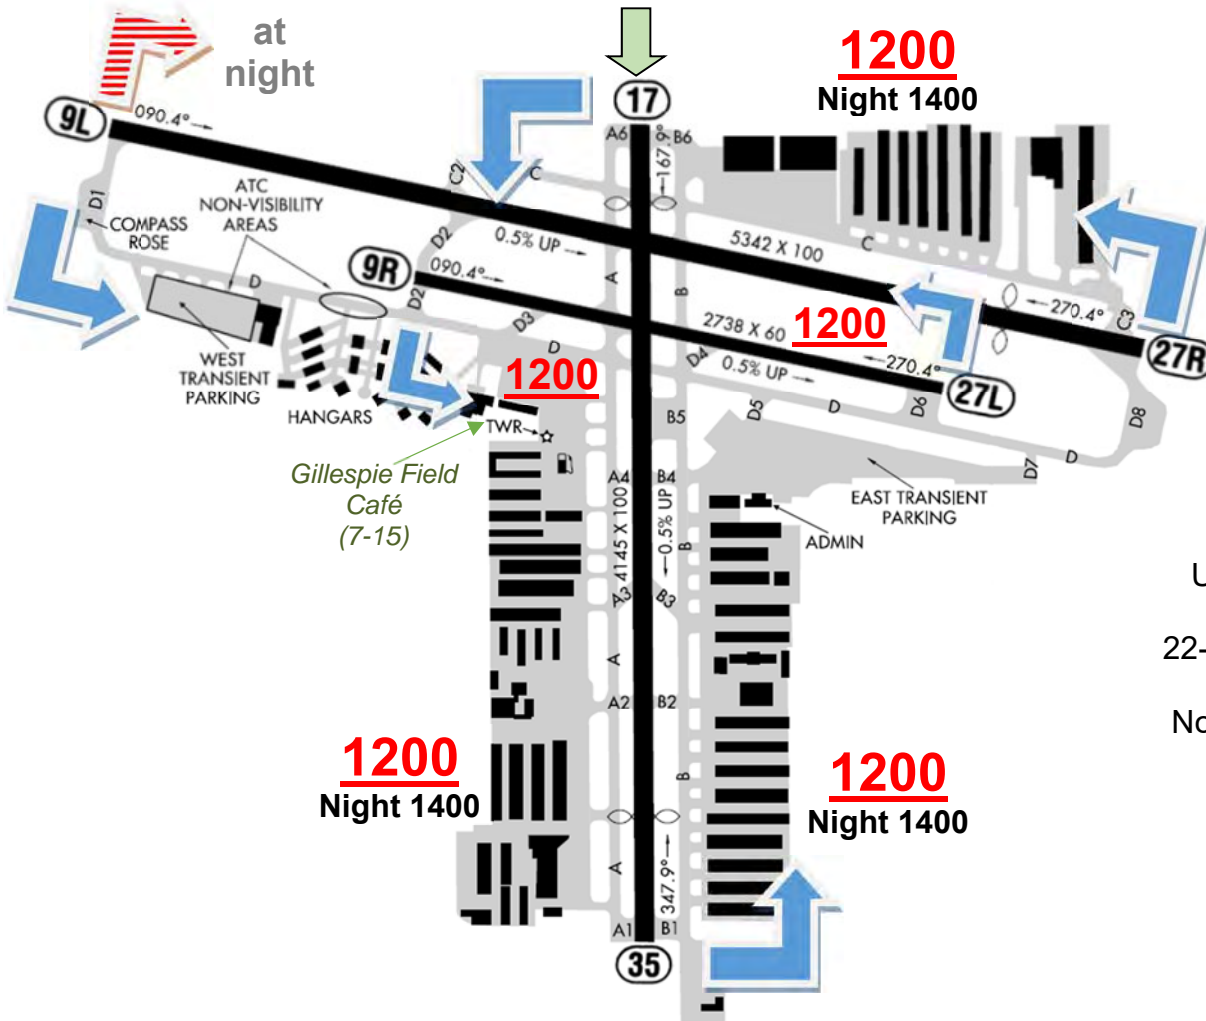 at
night
1200
Night 1400
17
9L
090.4°
A6
B6
167.9°
C2
C
ATC
NON-VISIBILITY
AREAS
D1
COMPASS
ROSE
D2
0.5% UP
5342 X 100
C
9R
090.4°
A
B
270.4°
C3
D
D2
D3
D
2738 X 60
1200
27R
D4
0.5% UP
270.4°
27L
WEST
TRANSIENT
PARKING
1200
HANGARS
TWR
B5
D5
D
D6
D8
Gillespie Field
Café
(7-15)
A4
B4
D7
D
EAST TRANSIENT
PARKING
4145 X 100
0.5% UP
B
ADMIN
A3
B3
U
A
22-
A2
B2
No
1200
Night 1400
B
1200
Night 1400
A
347.9°
A1
B1
35